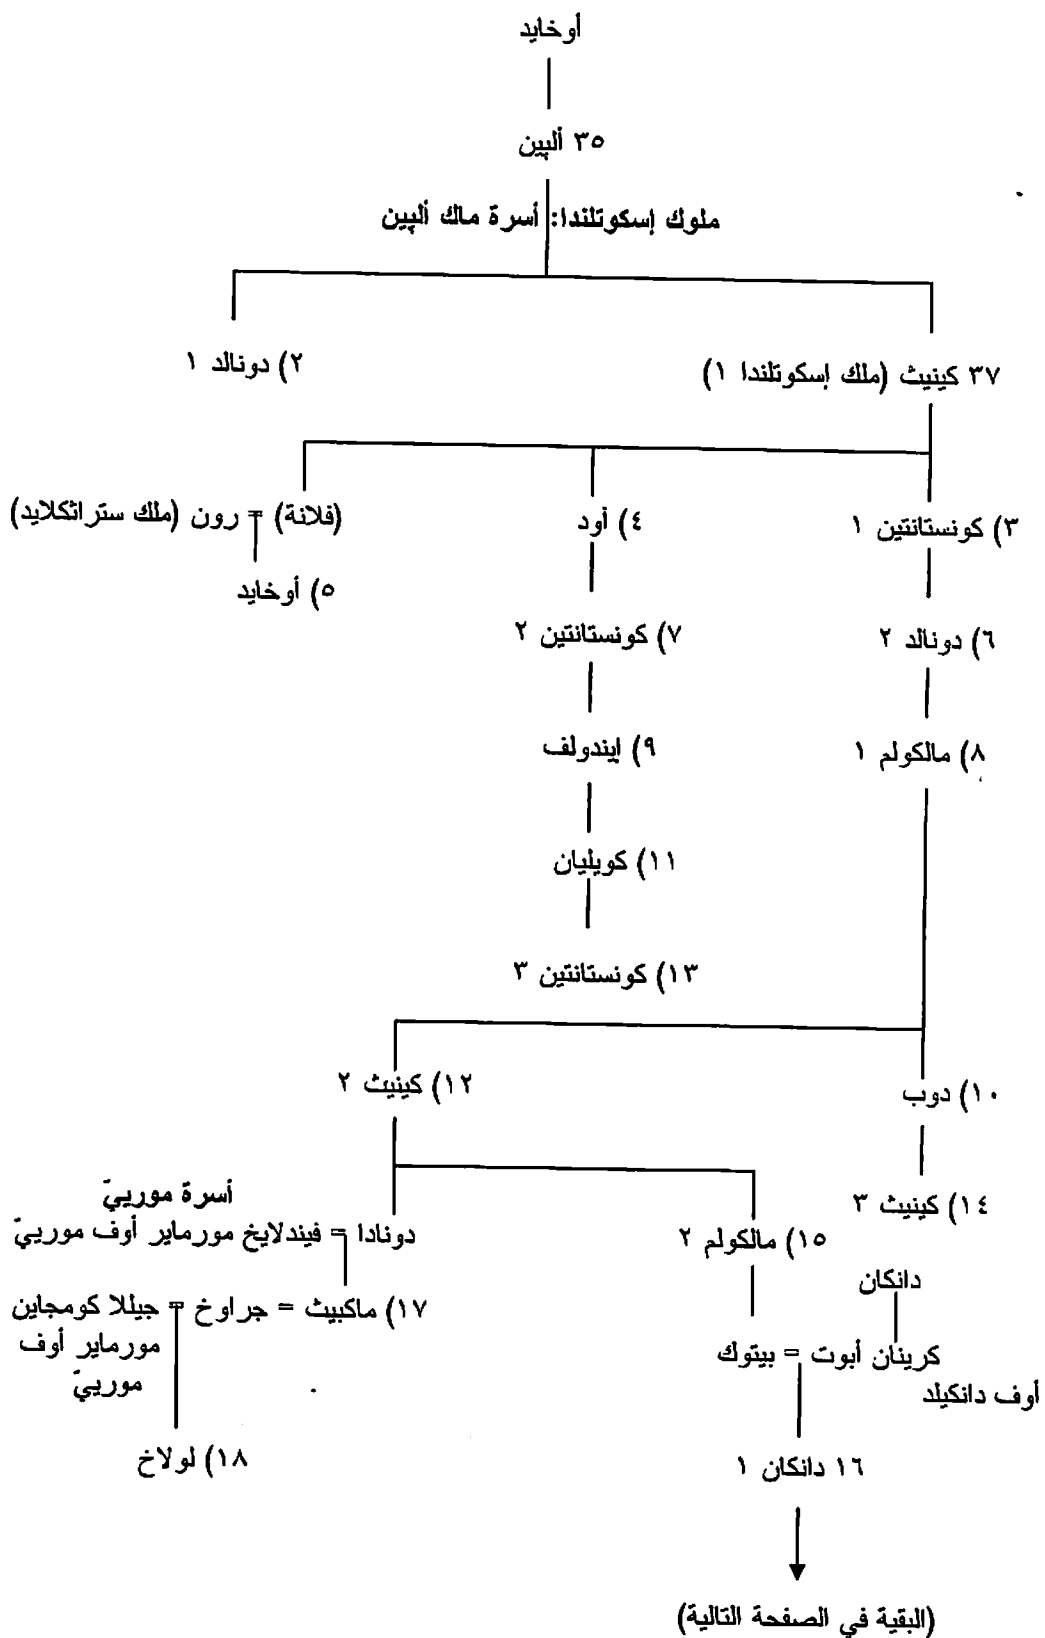 أوخايد
٣٥ ألبين
ملوك إسكوتلندا: أسرة ماك ألبين
٣٧ كينيث (ملك إسكوتلندا ١)
٢) دونالد ١
٣) كونستانتين ١
٤) أود
(فلانة) = رون (ملك ستراثكلايد)
٥) أوخايد
٦) دونالد ٢
٧) كونستانتين ٢
٨) مالكولم ١
٩) إيندولف
١١) كويليان
١٣) كونستانتين ٣
١٠) دوب
١٢) كينيث ٢
١٤) كينيث ٣
١٥) مالكولم ٢
أسرة موربيّ
دونادا = فيندلايخ مورماير أوف موربيّ
دانكان
١٧) ماكبيث = جراوخ = جيللا كومجاين
مورماير أوف
موربيّ
كرينان أبوت = بيتوك
أوف دانكيلد
١٨) لولاخ
١٦ دانكان ١
(البقية في الصفحة التالية)